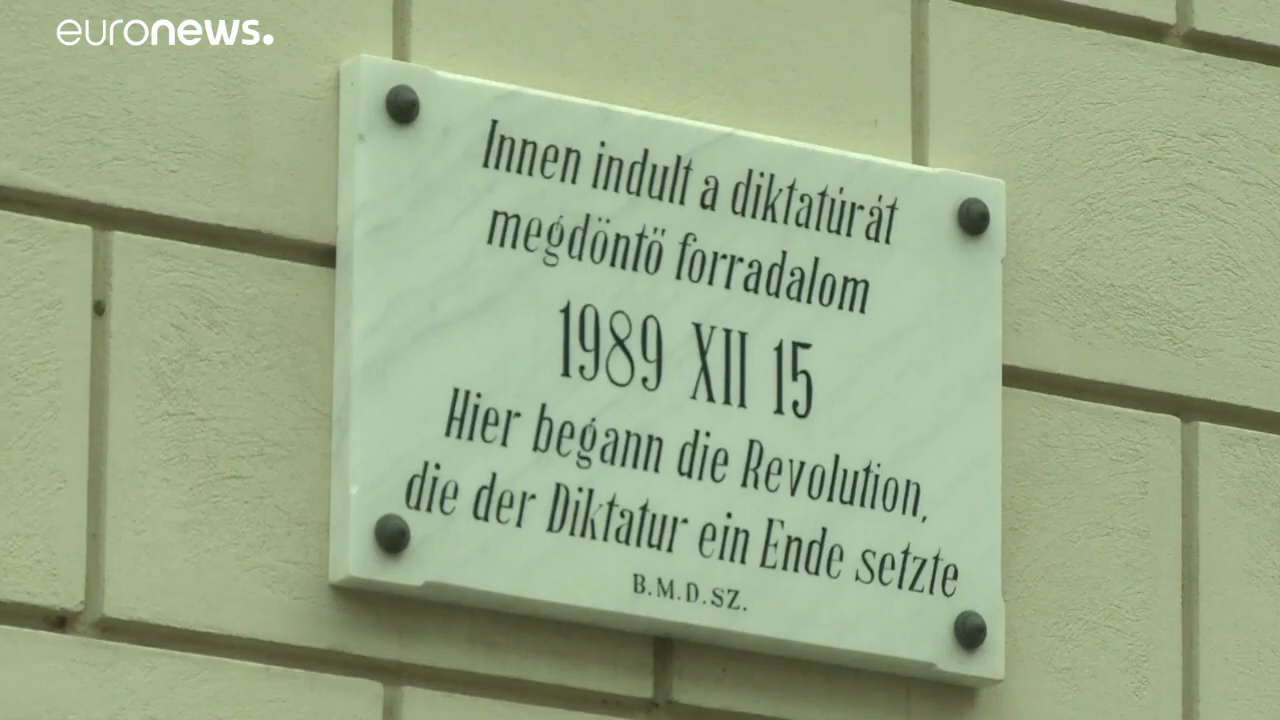 euronews.
Innen indult a diktatúrát
megdöntö forradalom
1989 XII 15
Hier begann die Revolution,
die der Diktatur ein Ende setzte
B.M.D.SZ.